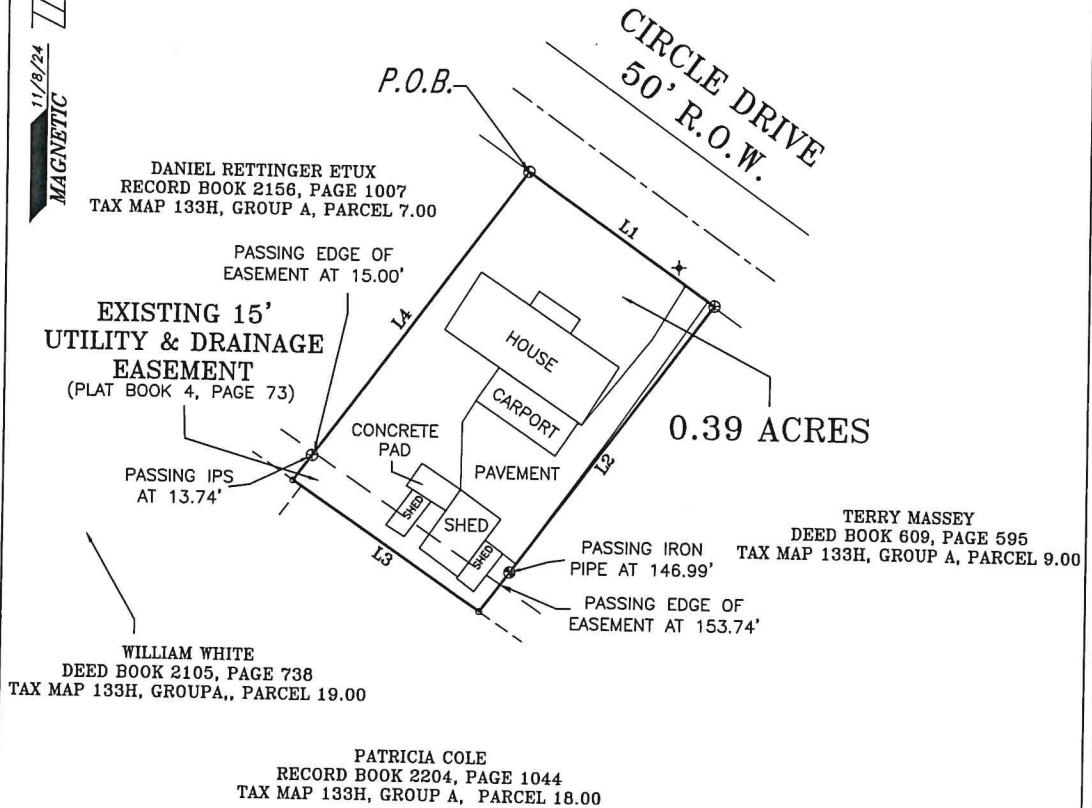 11/8/24
MAGNETIC
CIRCLE DRIVE
50' R.O.W.
P.O.B.
DANIEL RETTINGER ETUX
RECORD BOOK 2156, PAGE 1007
TAX MAP 133H, GROUP A, PARCEL 7.00
L1
PASSING EDGE OF
EASEMENT AT 15.00'
EXISTING 15'
UTILITY & DRAINAGE
EASEMENT
(PLAT BOOK 4, PAGE 73)
L4
HOUSE
CARPORT
0.39 ACRES
CONCRETE
PAD
PAVEMENT
L2
PASSING IPS
AT 13.74'
SHED
SHED
SHED
L3
TERRY MASSEY
DEED BOOK 609, PAGE 595
TAX MAP 133H, GROUP A, PARCEL 9.00
PASSING IRON
PIPE AT 146.99'
PASSING EDGE OF
EASEMENT AT 153.74'
WILLIAM WHITE
DEED BOOK 2105, PAGE 738
TAX MAP 133H, GROUPA,, PARCEL 19.00
PATRICIA COLE
RECORD BOOK 2204, PAGE 1044
TAX MAP 133H, GROUP A, PARCEL 18.00